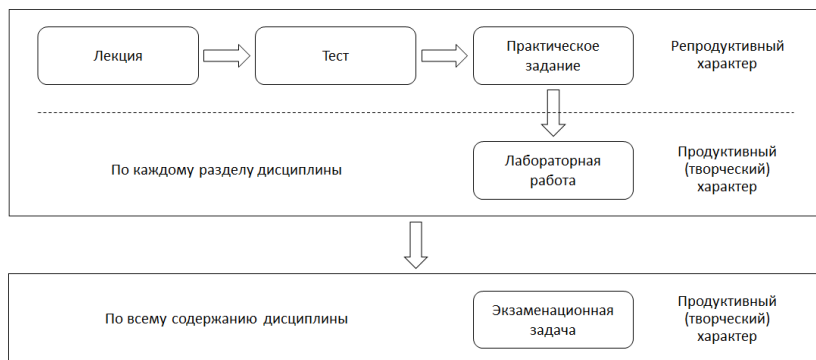 Лекция
Тест
Практическое
задание
Репродуктивный
характер
По каждому разделу дисциплины
Лабораторная
работа
Продуктивный
(творческий)
характер
По всему содержанию дисциплины
Экзаменационная
задача
Продуктивный
(творческий)
характер